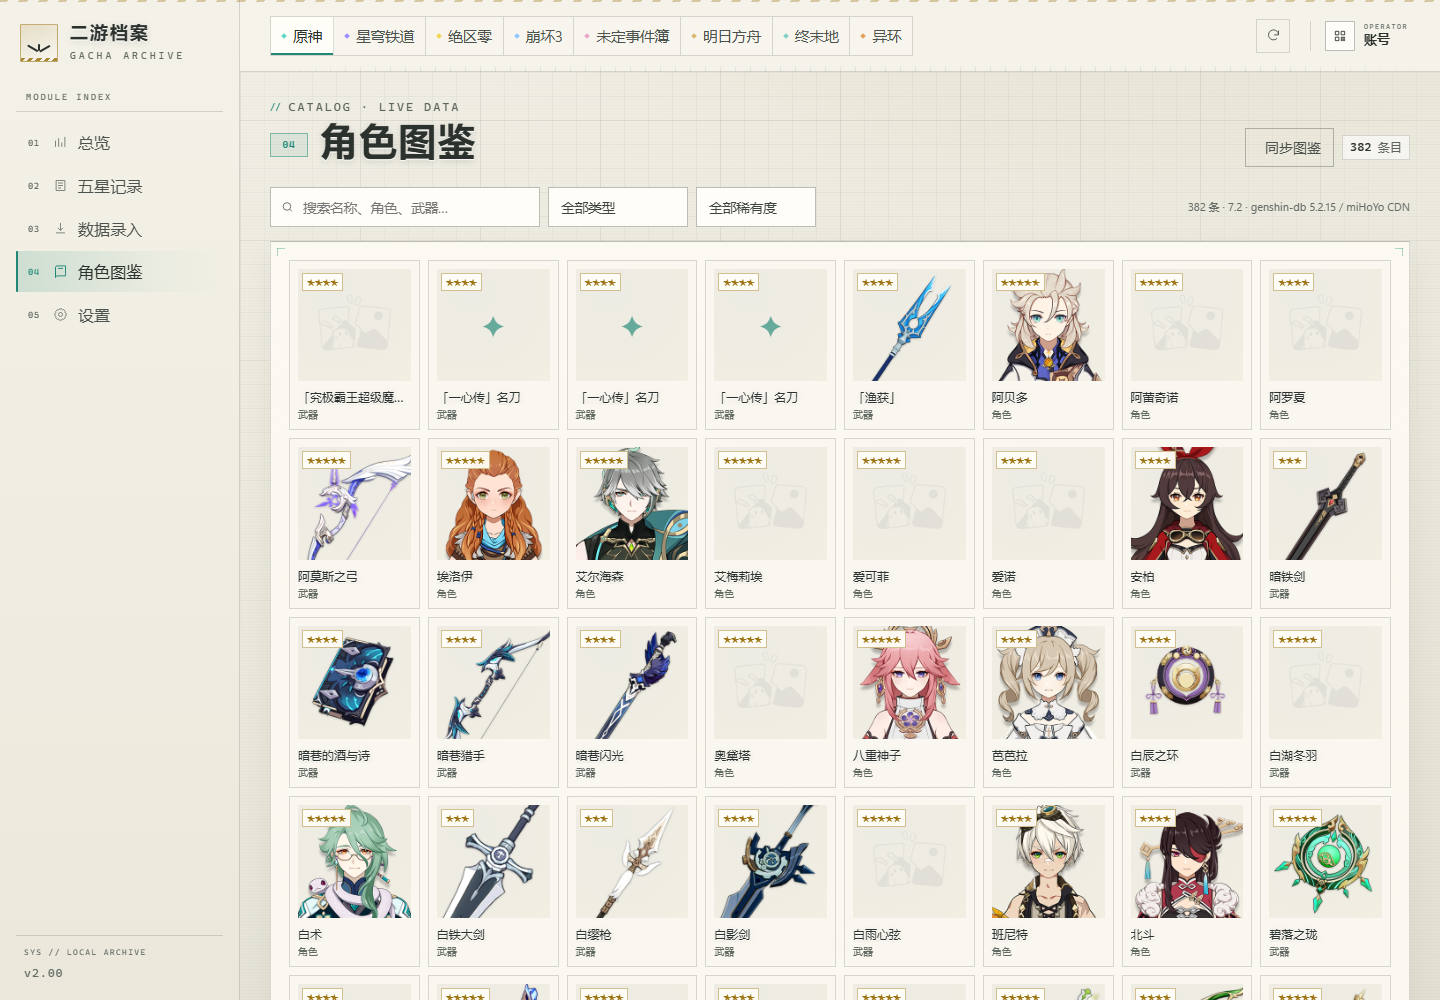 二游档案
GACHA ARCHIVE
MODULE INDEX
01 总览
02 五星记录
03 数据录入
04 角色图鉴
05 设置
SYS // LOCAL ARCHIVE
v2.00
原神 星穹铁道 绝区零 崩坏3 未定事件簿 明日方舟 终末地 异环
OPERATOR
账号
// CATALOG · LIVE DATA
04 角色图鉴
同步图鉴 382 条目
搜索名称、角色、武器... 全部类型 全部稀有度
382 条 · 7.2 · genshin-db 5.2.15 / miHoYo CDN
★★★★ ★★★★ ★★★★ ★★★★ ★★★★ ★★★★★ ★★★★★ ★★★★
「究极霸王超级魔... 「一心传」名刀 「一心传」名刀 「一心传」名刀 「渔获」 阿贝多 阿蕾奇诺 阿罗夏
武器 武器 武器 武器 武器 角色 角色 角色
★★★★★ ★★★★★ ★★★★★ ★★★★★ ★★★★★ ★★★★ ★★★★ ★★★
阿莫斯之弓 埃洛伊 艾尔海森 艾梅莉埃 爱可菲 爱诺 安柏 暗铁剑
武器 角色 角色 角色 角色 角色 角色 武器
★★★★ ★★★★ ★★★★ ★★★★★ ★★★★★ ★★★★ ★★★★ ★★★★★
暗巷的酒与诗 暗巷猎手 暗巷闪光 奥黛塔 八重神子 芭芭拉 白辰之环 白湖冬羽
武器 武器 武器 角色 角色 角色 武器 武器
★★★★★ ★★★ ★★★ ★★★★ ★★★★★ ★★★★ ★★★★ ★★★★★
白术 白铁大剑 白缨枪 白影剑 白雨心弦 班尼特 北斗 碧落之珑
角色 武器 武器 武器 武器 角色 角色 武器
★★★★ ★★★★★ ★★★★ ★★★★ ★★★★★ ★★★★★ ★★★★ ★★★★★